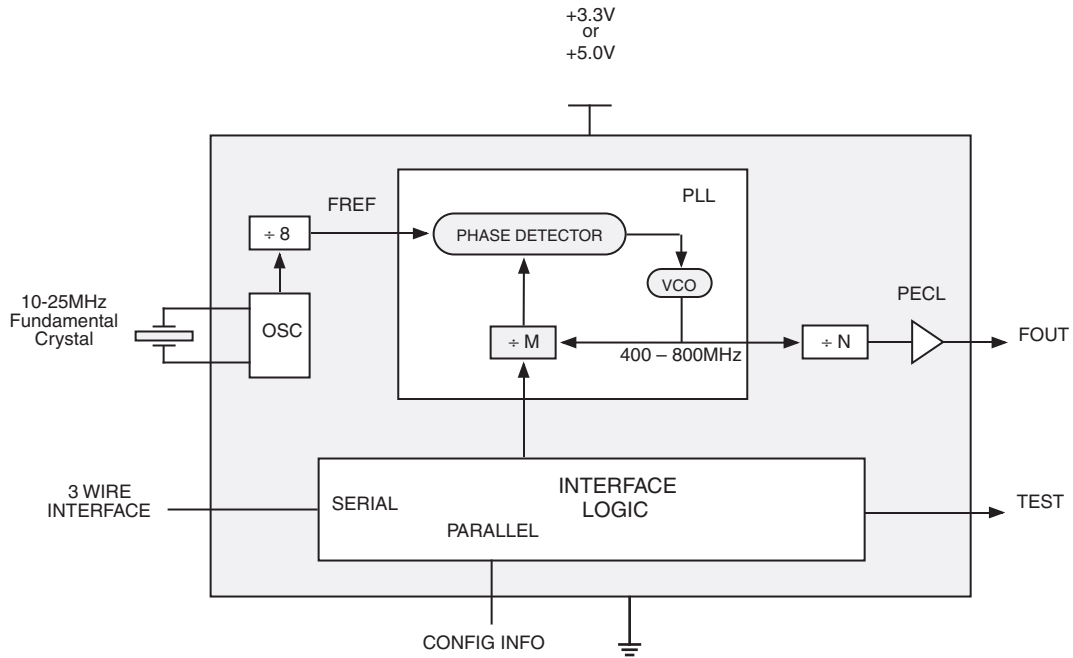 +3.3V
or
+5.0V
PLL
FREF
÷ 8
PHASE DETECTOR
VCO
10-25MHz
Fundamental
Crystal
OSC
÷ M
400 – 800MHz
÷ N
PECL
FOUT
3 WIRE
INTERFACE
SERIAL
INTERFACE
LOGIC
PARALLEL
TEST
CONFIG INFO